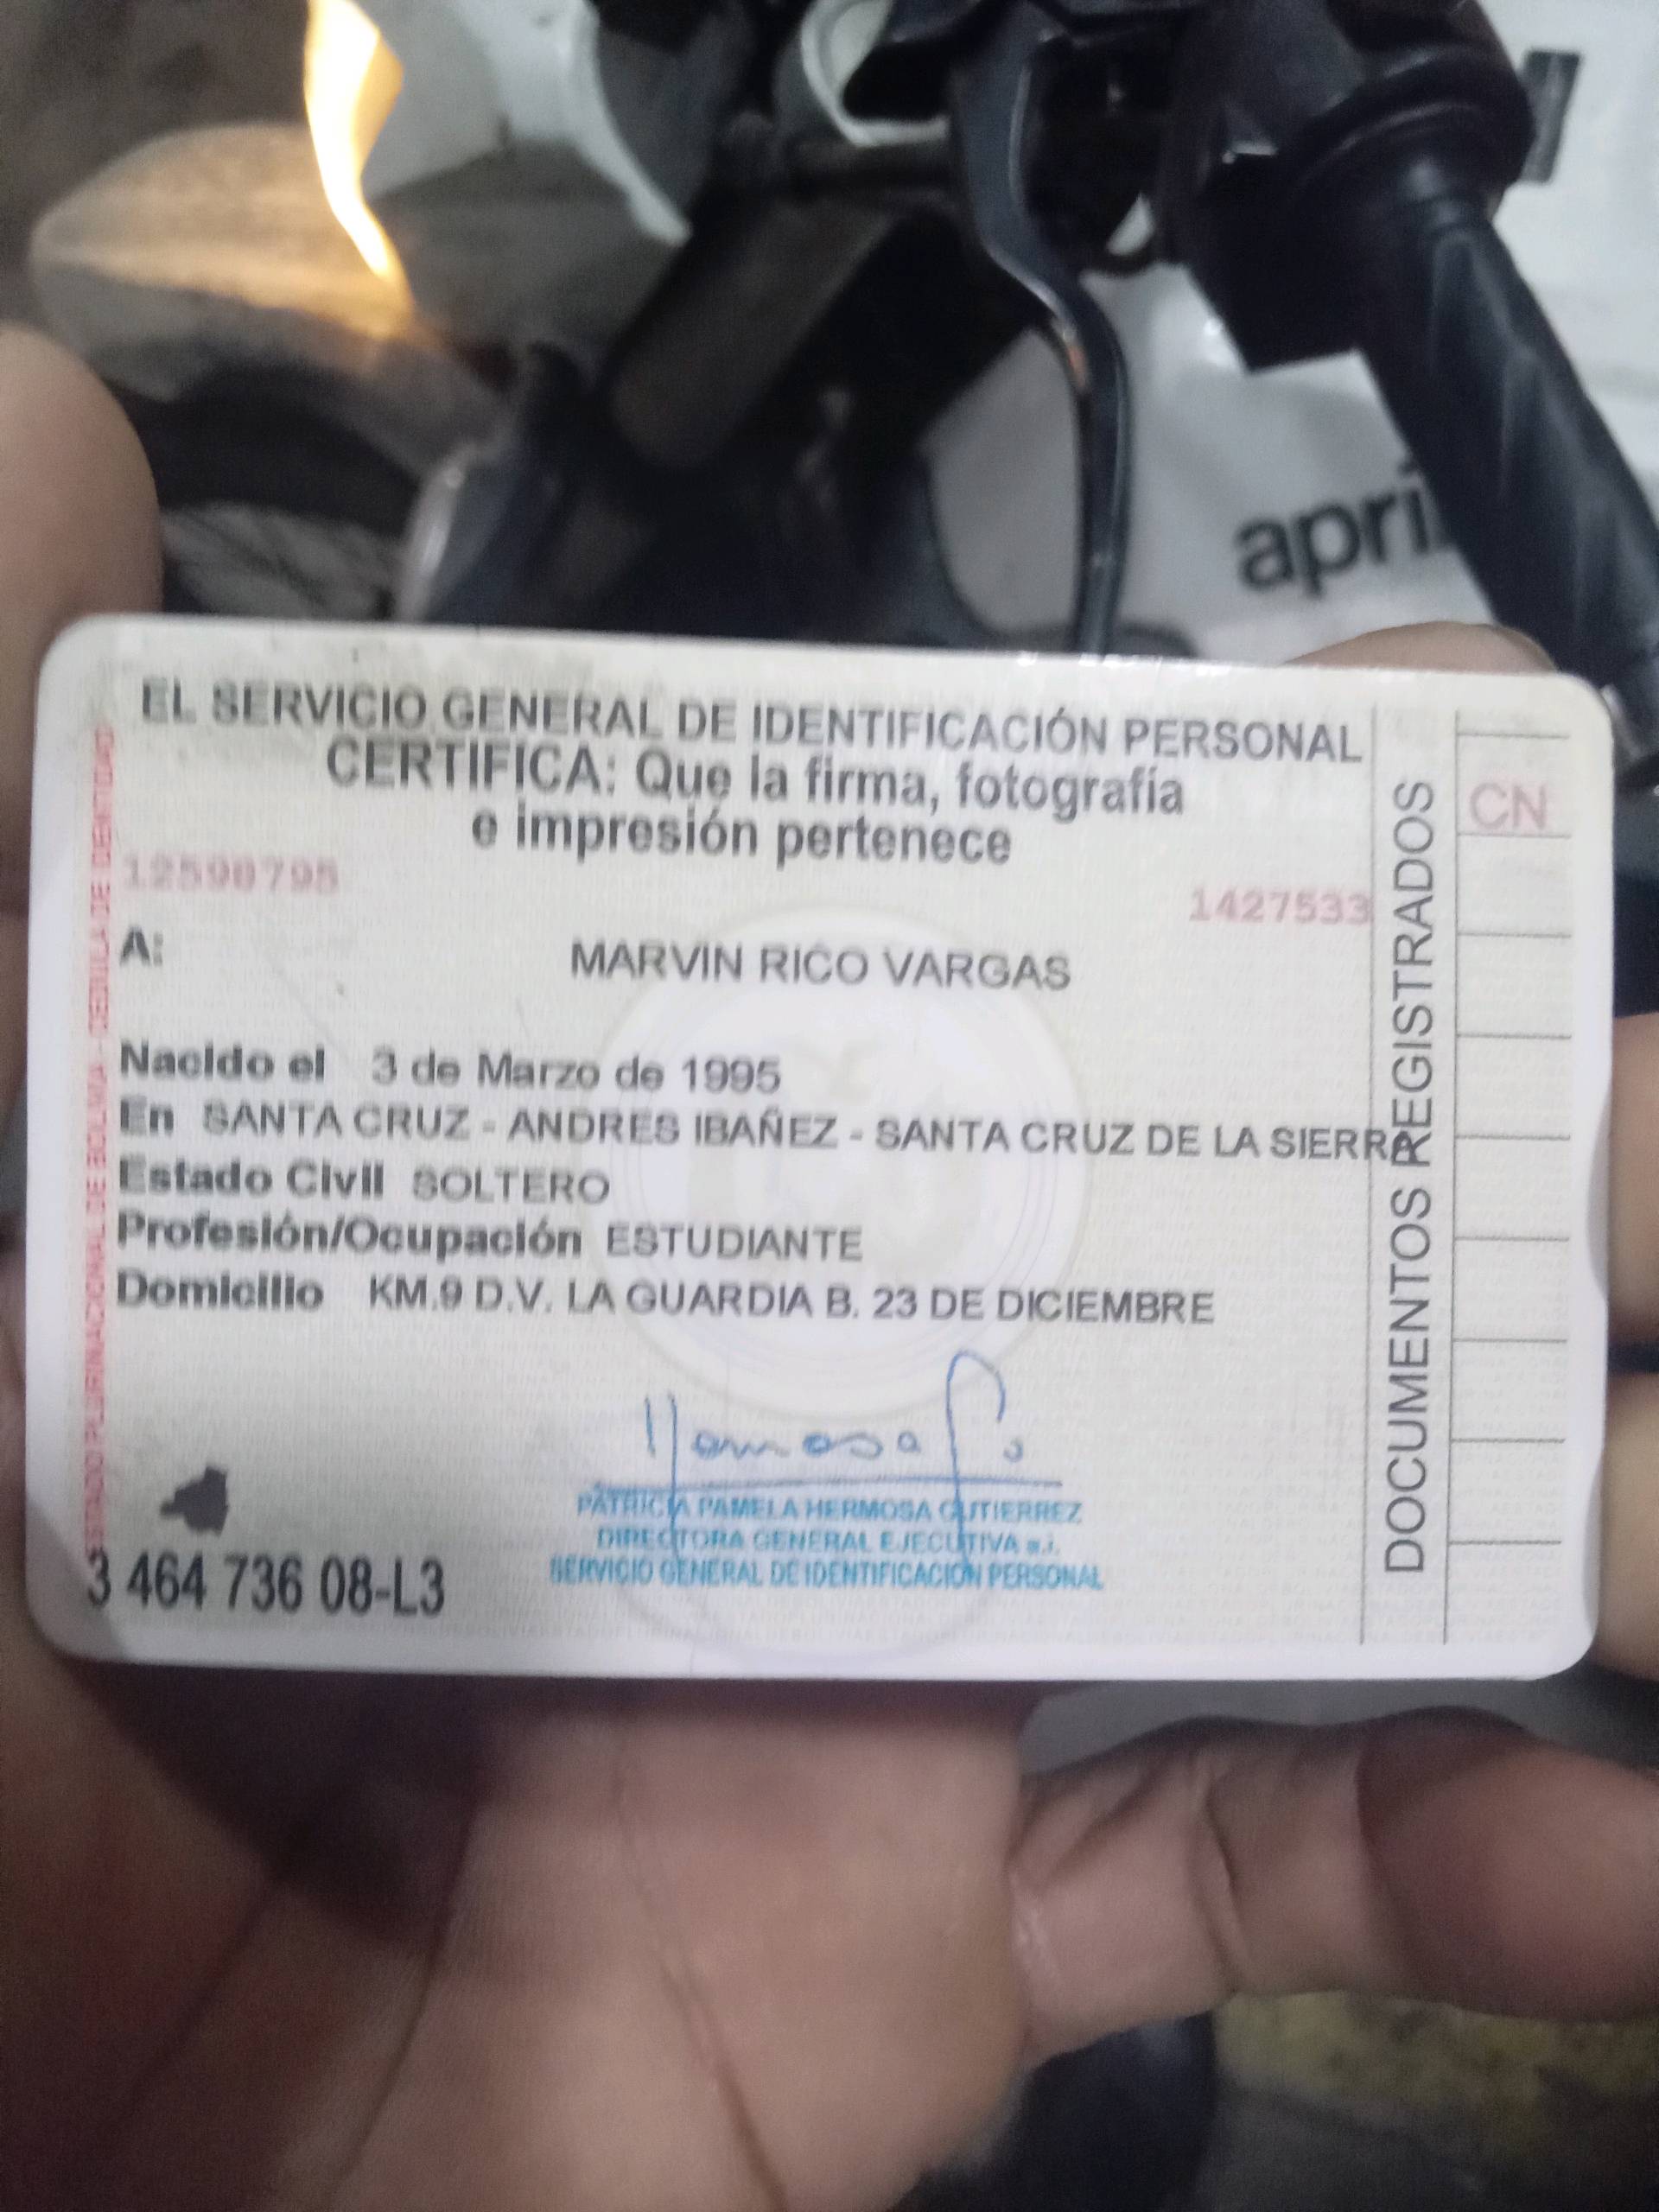 apri
EL SERVICIO GENERAL DE IDENTIFICACIÓN PERSONAL
CERTIFICA: Que la firma, fotografía
e impresión pertenece
12590795
1427533
A: MARVIN RICO VARGAS
Nacido el 3 de Marzo de 1995
En SANTA CRUZ - ANDRES IBAÑEZ - SANTA CRUZ DE LA SIERRA
Estado Civil SOLTERO
Profesión/Ocupación ESTUDIANTE
Domicilio KM.9 D.V. LA GUARDIA B. 23 DE DICIEMBRE
Hermosa
PATRICIA PAMELA HERMOSA GUTIERREZ
DIRECTORA GENERAL EJECUTIVA a.i.
SERVICIO GENERAL DE IDENTIFICACIÓN PERSONAL
3 464 736 08-L3
ESTADO PLURINACIONAL DE BOLIVIA - CEDULA DE IDENTIDAD
DOCUMENTOS REGISTRADOS
CN